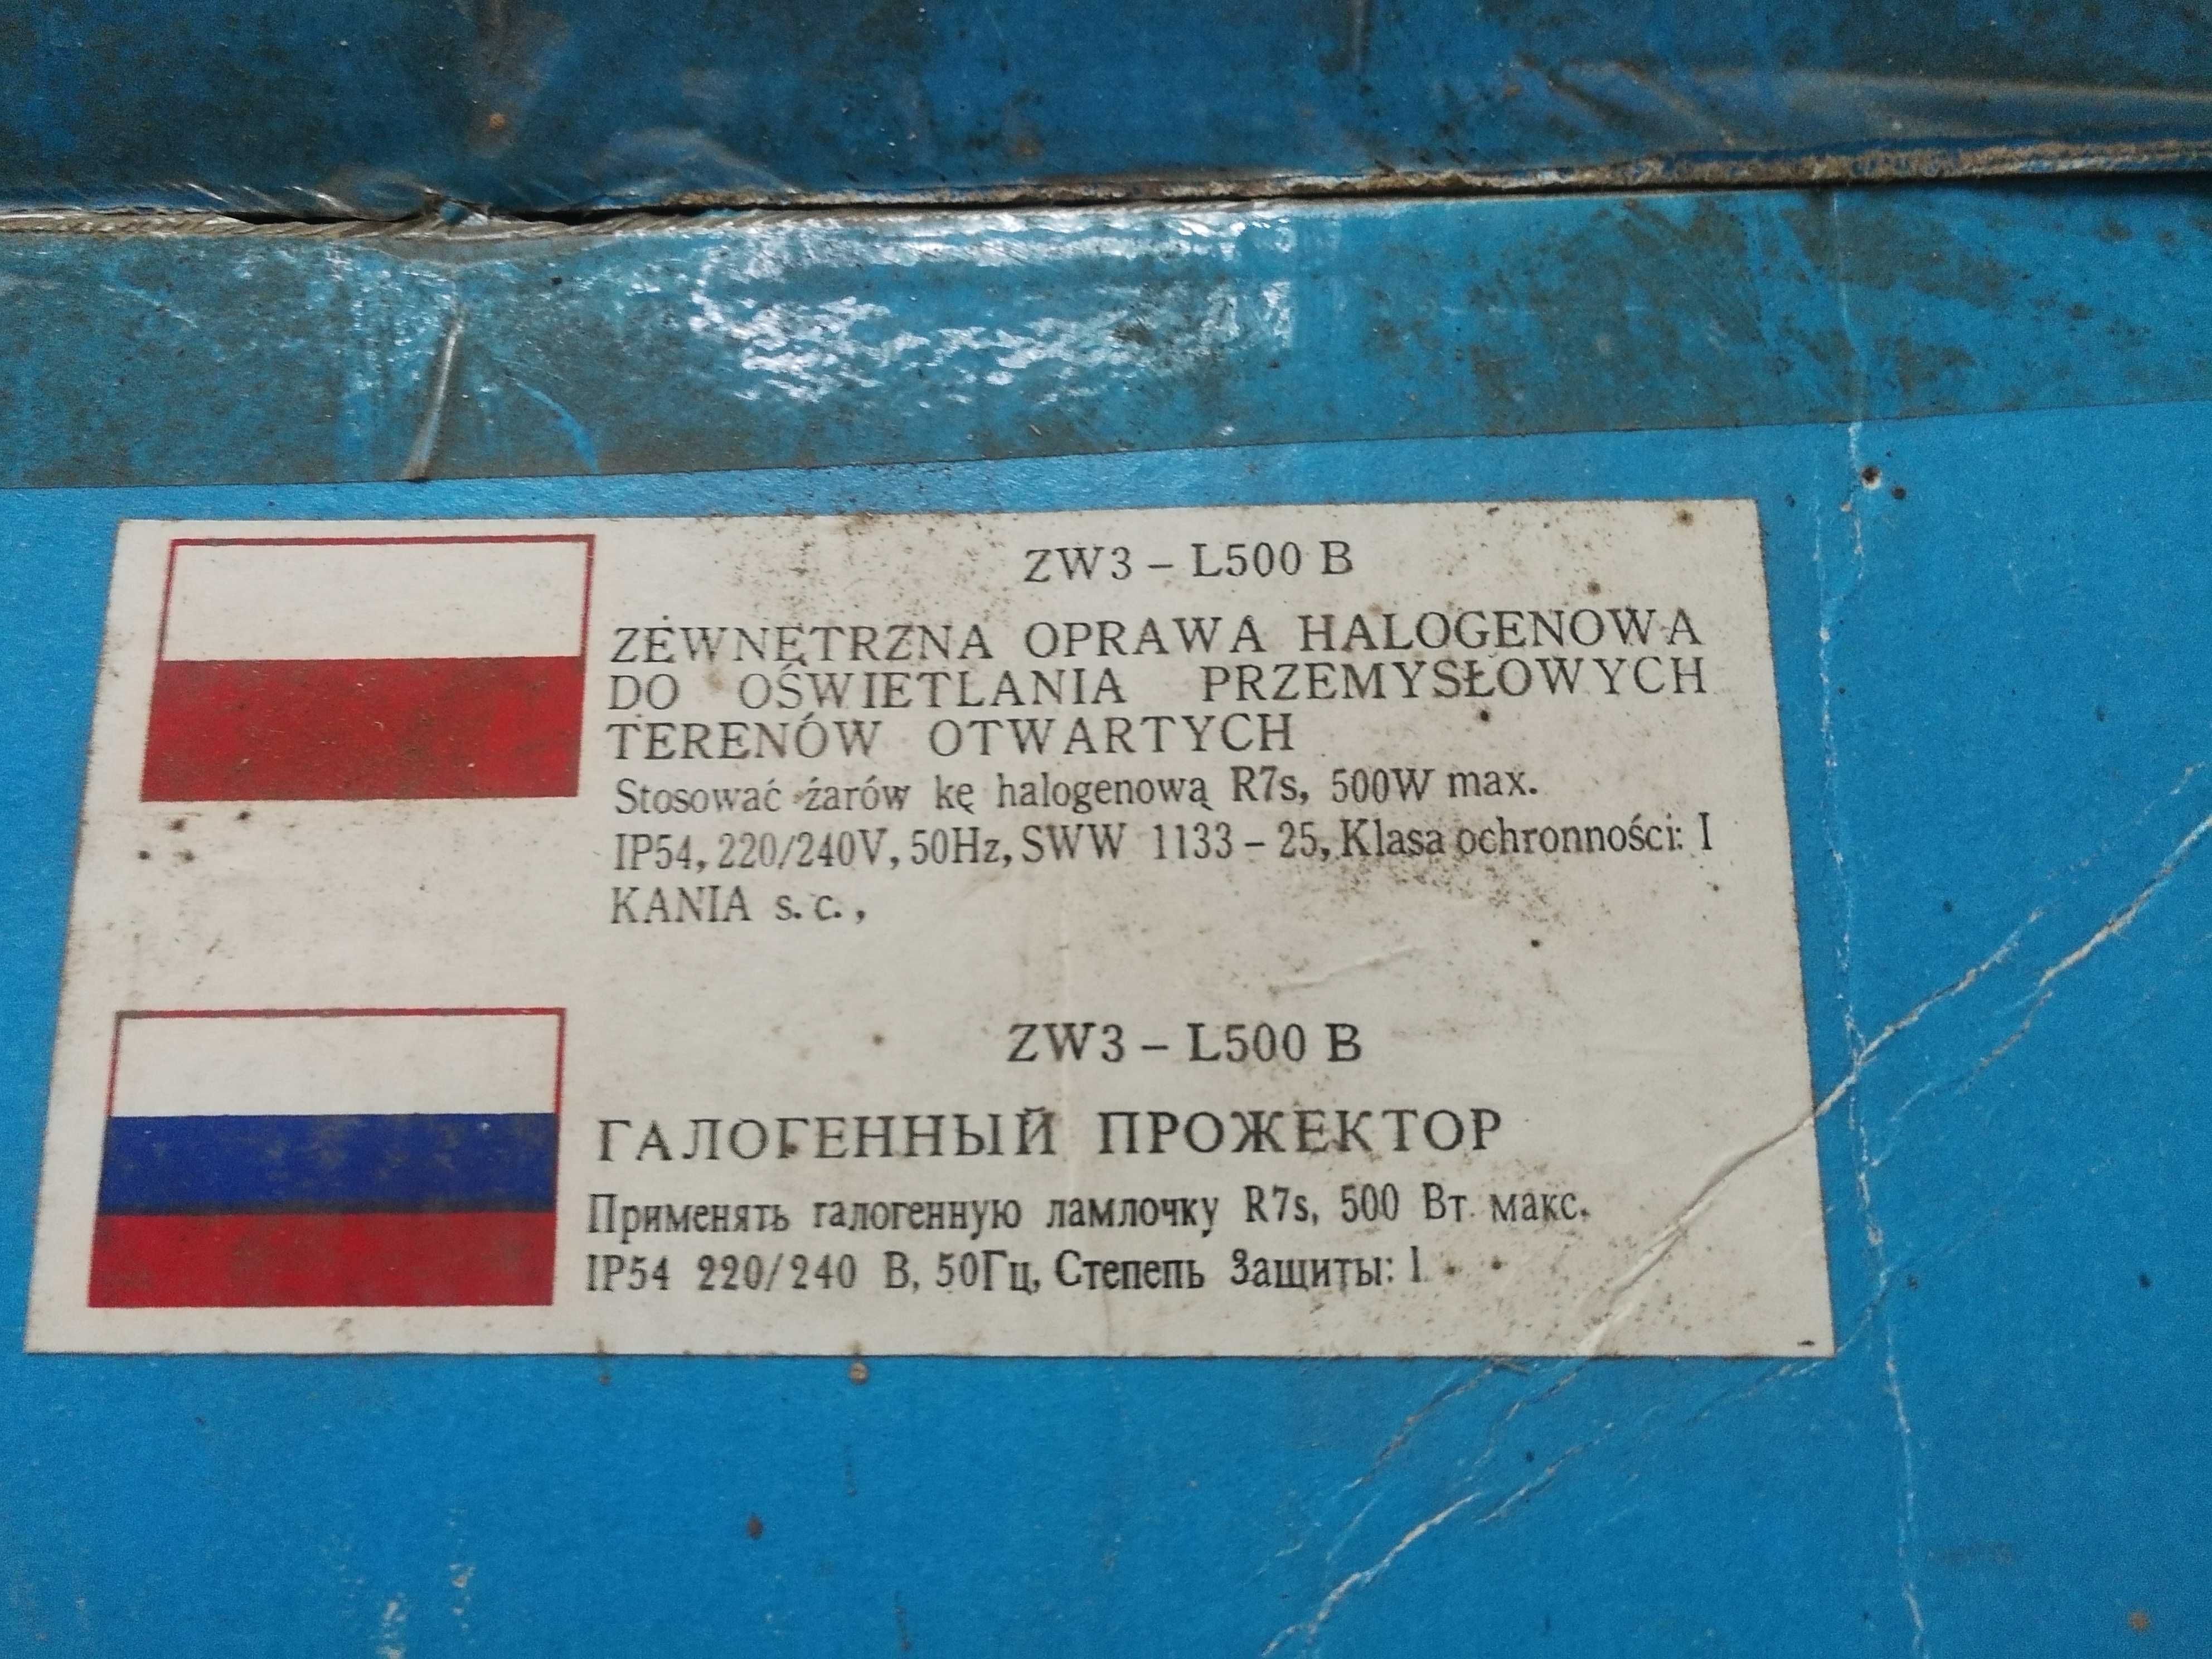 ZW3 – L500 B
ZEWNĘTRZNA OPRAWA HALOGENOWA
DO OŚWIETLANIA PRZEMYSŁOWYCH
TERENÓW OTWARTYCH
Stosować żarów kę halogenową R7s, 500W max.
IP54, 220/240V, 50Hz, SWW 1133 – 25, Klasa ochronności: I
KANIA s. c. ,
ZW3 – L500 B
ГАЛОГЕННЫЙ ПРОЖЕКТОР
Применять галогенную ламлочку R7s, 500 Вт макс.
IP54 220/240 В, 50Гц, Степепь Защиты: I